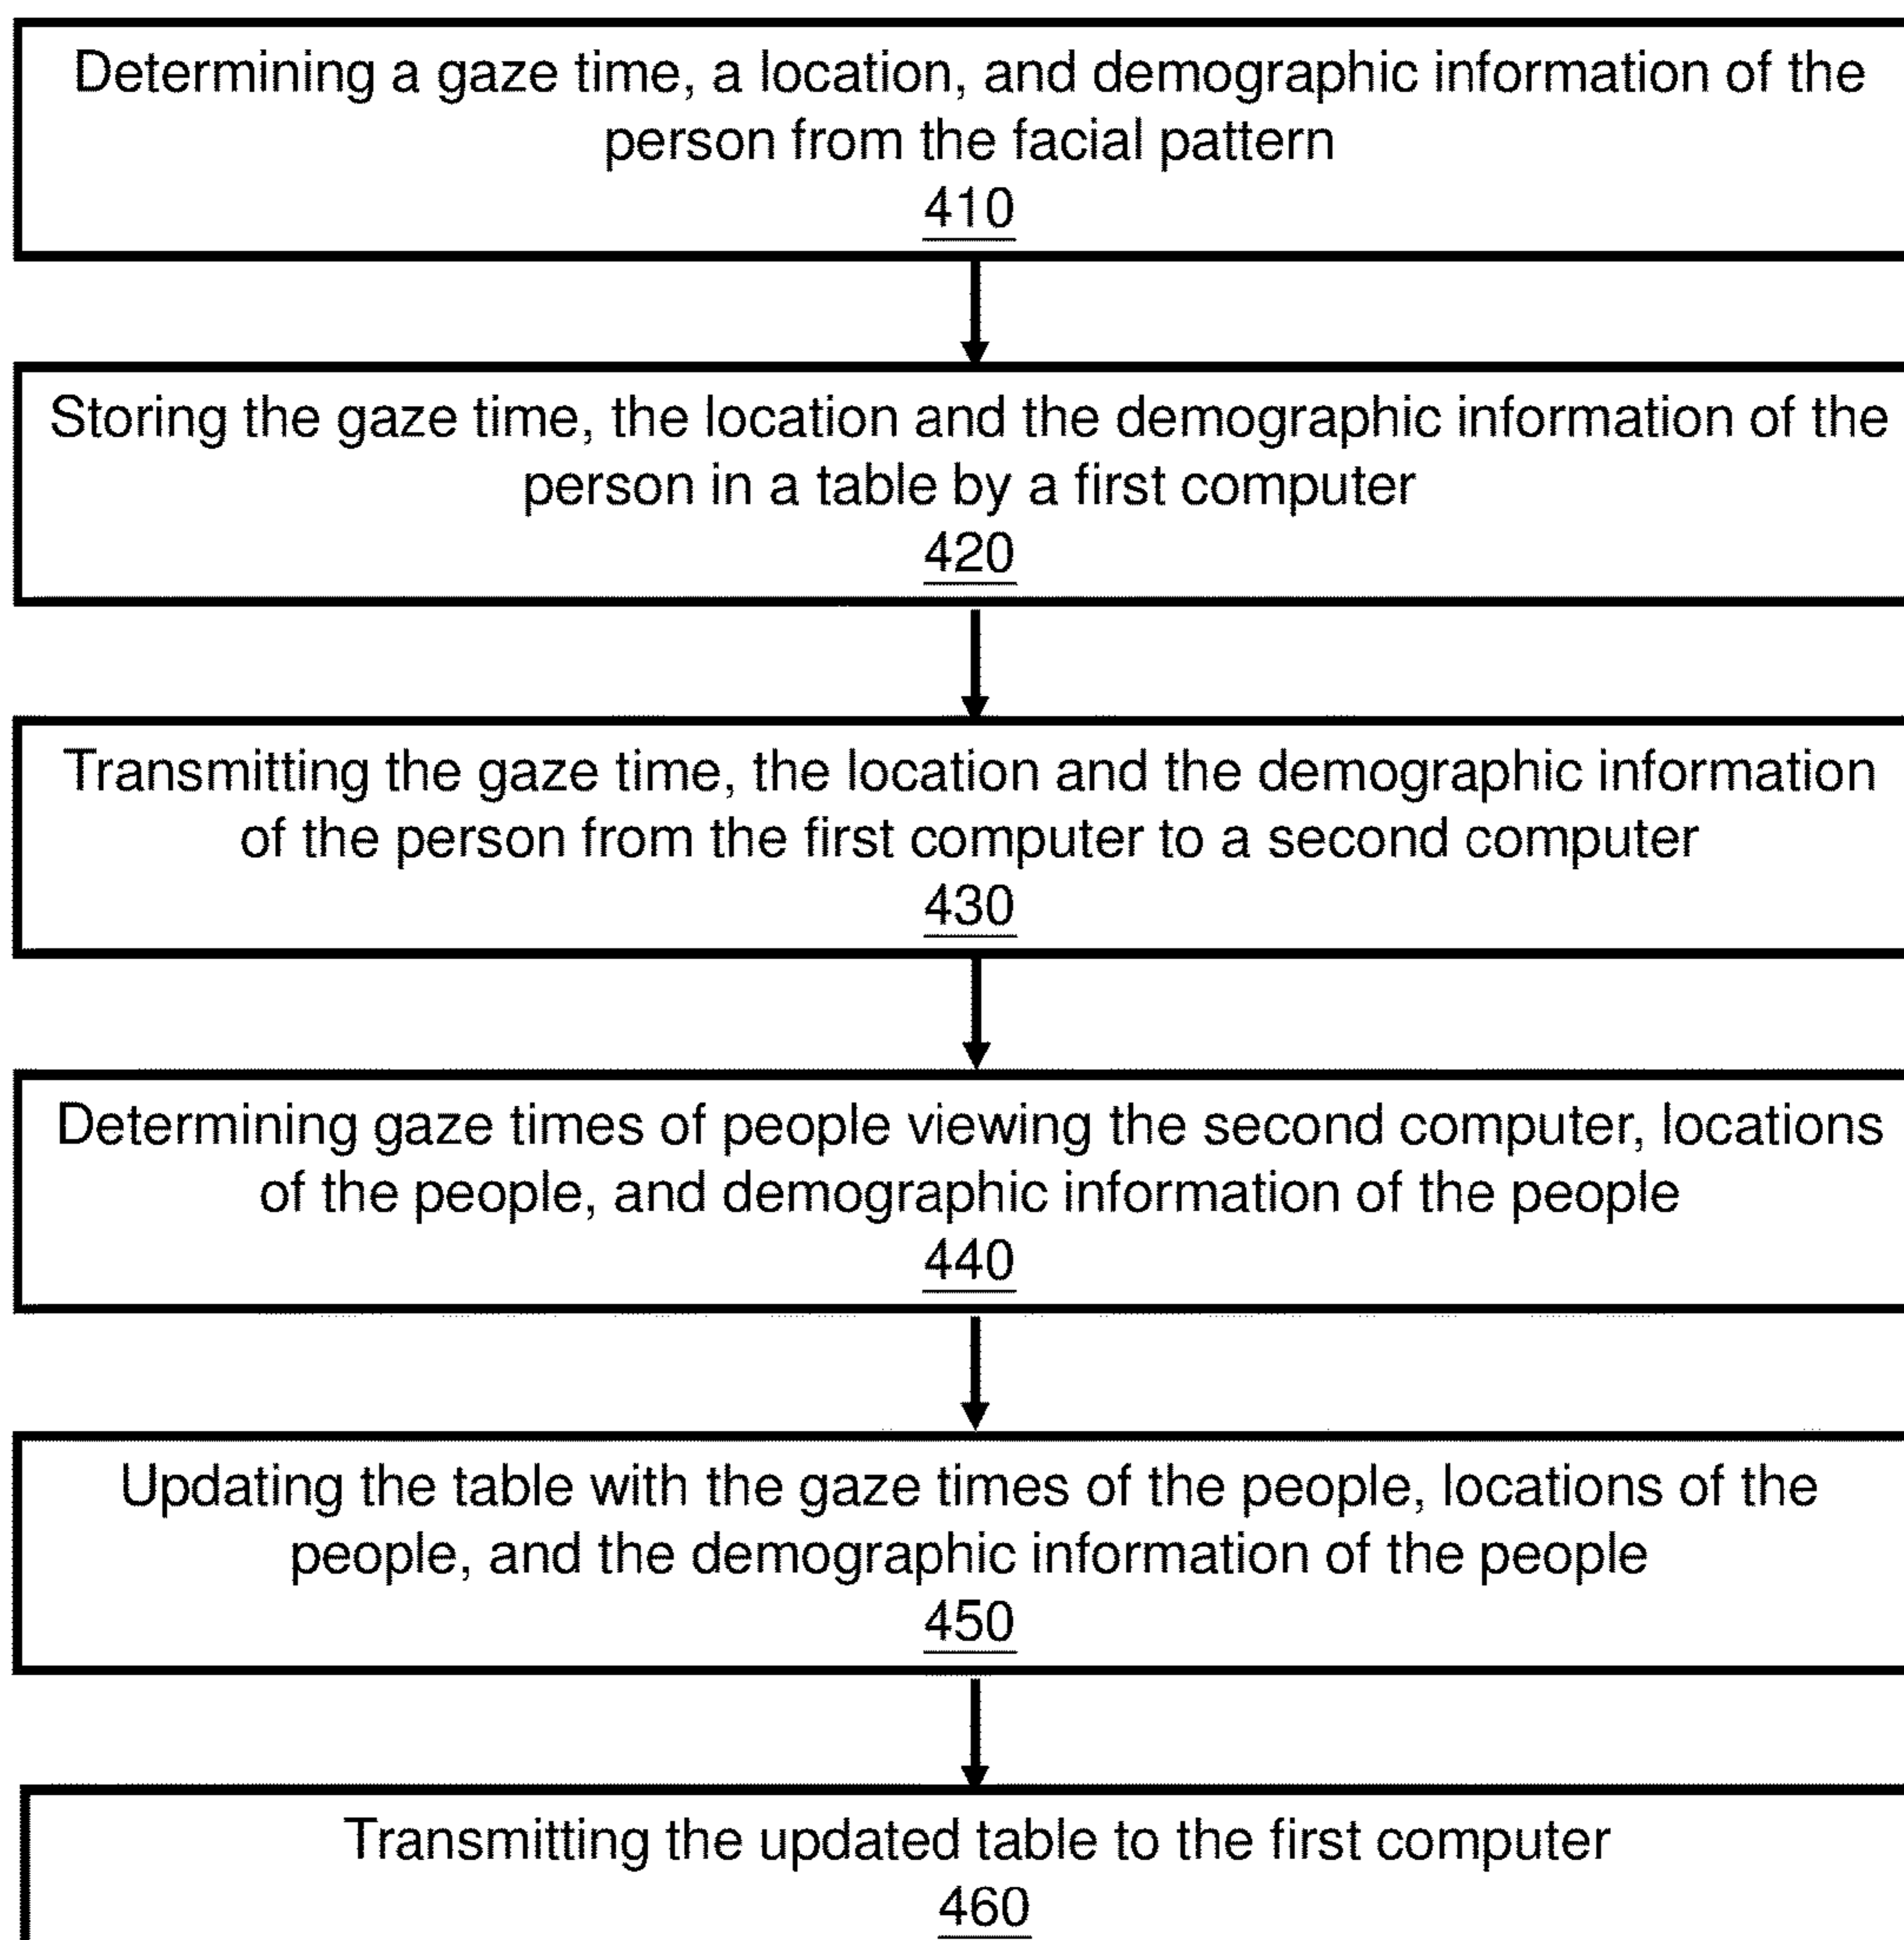 Determining a gaze time, a location, and demographic information of the
person from the facial pattern
410
Storing the gaze time, the location and the demographic information of the
person in a table by a first computer
420
Transmitting the gaze time, the location and the demographic information
of the person from the first computer to a second computer
430
Determining gaze times of people viewing the second computer, locations
of the people, and demographic information of the people
440
Updating the table with the gaze times of the people, locations of the
people, and the demographic information of the people
450
Transmitting the updated table to the first computer
460